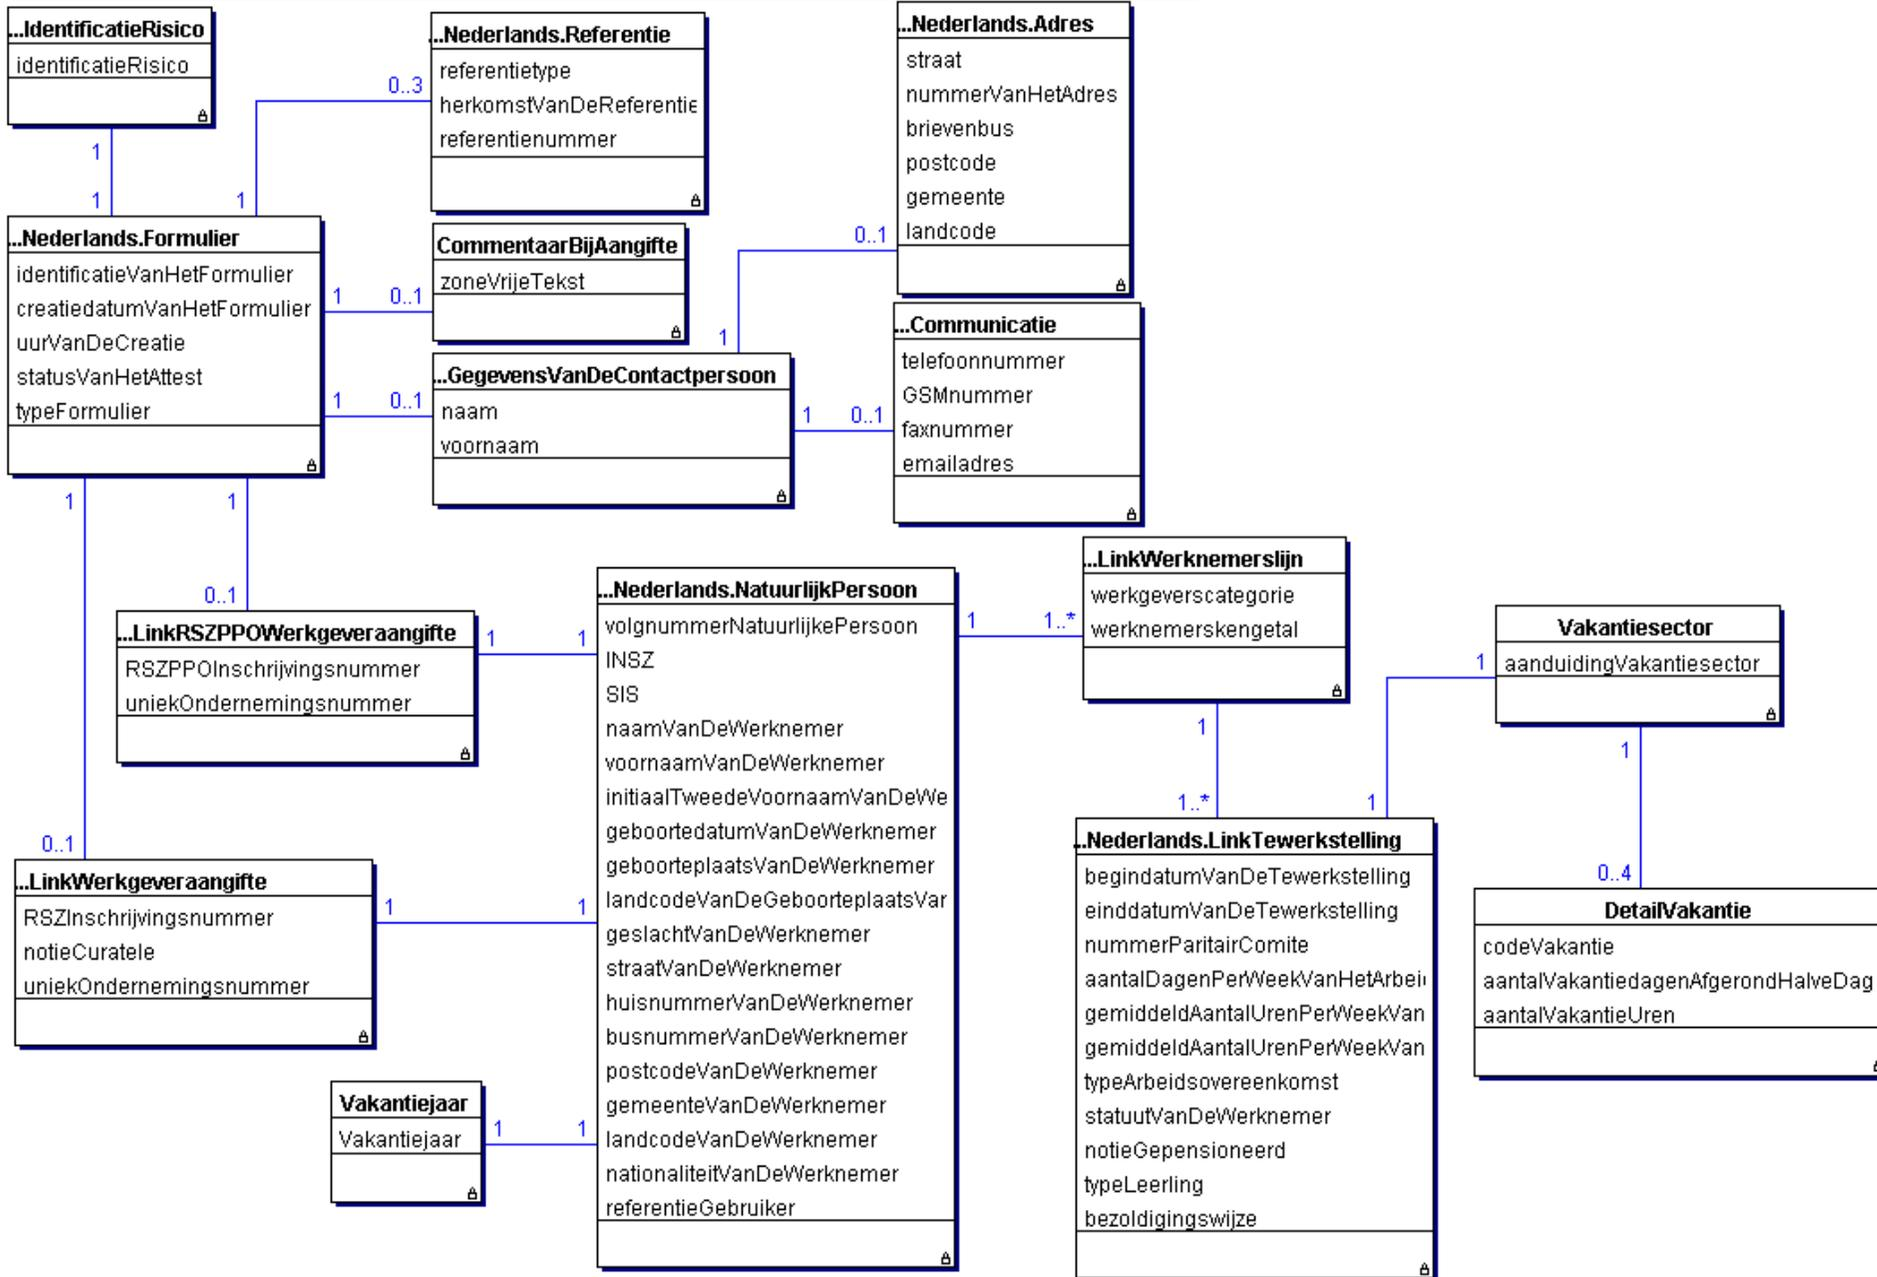 ...IdentificatieRisico
identificatieRisico
1
1
...Nederlands.Referentie
referentietype
herkomstVanDeReferentie
referentienummer
0..3
1
...Nederlands.Adres
straat
nummerVanHetAdres
brievenbus
postcode
gemeente
landcode
0..1
1
...Nederlands.Formulier
identificatieVanHetFormulier
creatiedatumVanHetFormulier
uurVanDeCreatie
statusVanHetAttest
typeFormulier
CommentaarBijAangifte
zoneVrijeTekst
1 0..1
...GegevensVanDeContactpersoon
naam
voornaam
1 0..1
...Communicatie
telefoonnummer
GSMnummer
faxnummer
emailadres
1 0..1
1
1
0..1
0..1
...LinkRSZPPOWerkgeveraangifte
RSZPPOInschrijvingsnummer
uniekOndernemingsnummer
1 1
...Nederlands.NatuurlijkPersoon
volgnummerNatuurlijkePersoon
INSZ
SIS
naamVanDeWerknemer
voornaamVanDeWerknemer
initiaalTweedeVoornaamVanDeWe
geboortedatumVanDeWerknemer
geboorteplaatsVanDeWerknemer
landcodeVanDeGeboorteplaatsVar
geslachtVanDeWerknemer
straatVanDeWerknemer
huisnummerVanDeWerknemer
busnummerVanDeWerknemer
postcodeVanDeWerknemer
gemeenteVanDeWerknemer
landcodeVanDeWerknemer
nationaliteitVanDeWerknemer
referentieGebruiker
...LinkWerkgeveraangifte
RSZInschrijvingsnummer
notieCuratele
uniekOndernemingsnummer
1 1
Vakantiejaar
Vakantiejaar
1 1
...LinkWerknemerslijn
werkgeverscategorie
werknemerskengetal
1 1..*
1
1..*
Vakantiesector
aanduidingVakantiesector
1
1
1
0..4
...Nederlands.LinkTewerkstelling
begindatumVanDeTewerkstelling
einddatumVanDeTewerkstelling
nummerParitairComite
aantalDagenPerWeekVanHetArbei
gemiddeldAantalUrenPerWeekVan
gemiddeldAantalUrenPerWeekVan
typeArbeidsovereenkomst
statuutVanDeWerknemer
notieGepensioneerd
typeLeerling
bezoldigingswijze
DetailVakantie
codeVakantie
aantalVakantiedagenAfgerondHalveDag
aantalVakantieUren